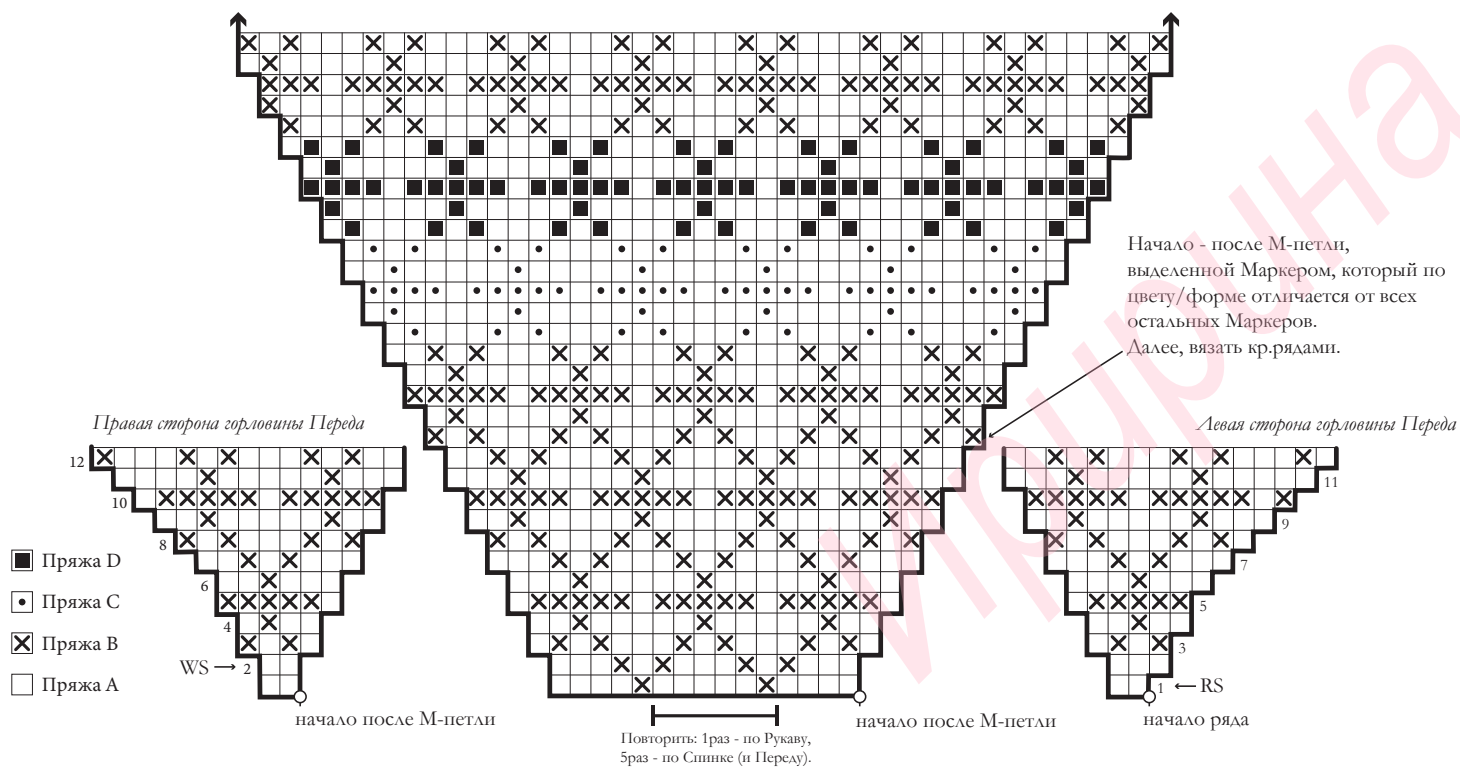 Начало - после М-петли,
выделенной Маркером, который по
цвету/форме отличается от всех
остальных Маркеров.
Далее, вязать кр.рядами.
Правая сторона горловины Переда
Левая сторона горловины Переда
12
10
8
6
4
2
WS →
11
9
7
5
3
1
← RS
Пряжа D
Пряжа C
Пряжа B
Пряжа A
начало после М-петли
начало после М-петли
начало ряда
Повторить: 1раз - по Рукаву,
5раз - по Спинке (и Переду).
Иририна